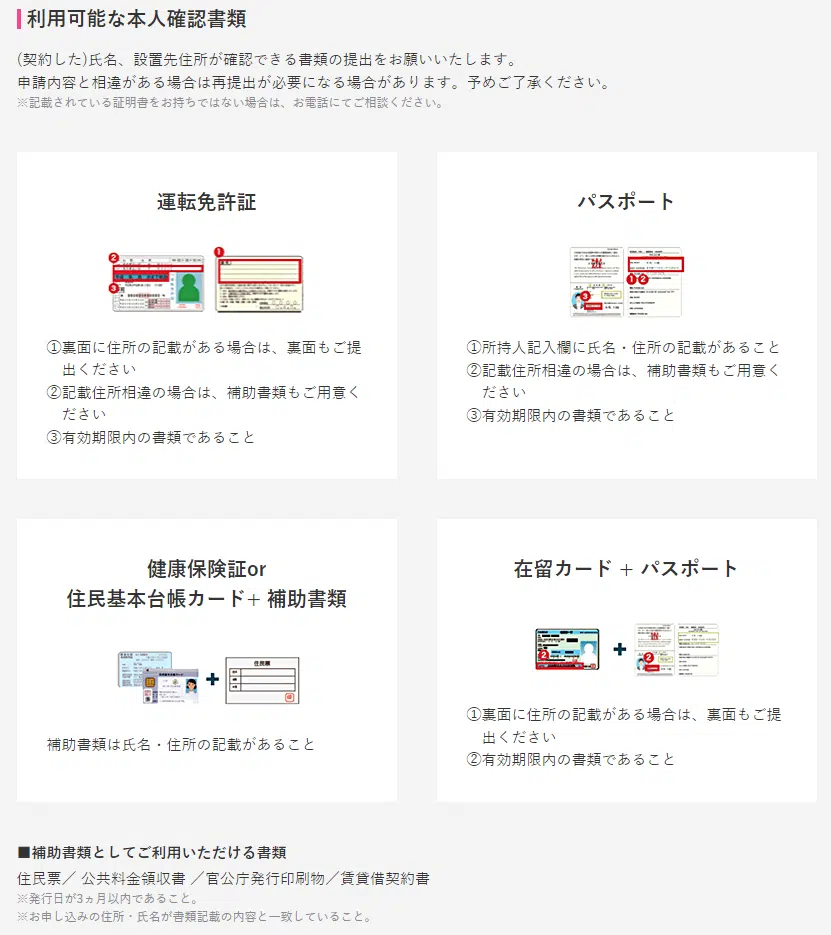 利用可能な本人確認書類
(契約した)氏名、設置先住所が確認できる書類の提出をお願いいたします。
申請内容と相違がある場合は再提出が必要になる場合があります。予めご了承ください。
※記載されている証明書をお持ちではない場合は、お電話にてご相談ください。
運転免許証
①裏面に住所の記載がある場合は、裏面もご提
出ください
②記載住所相違の場合は、補助書類もご用意く
ださい
③有効期限内の書類であること
パスポート
①所持人記入欄に氏名・住所の記載があること
②記載住所相違の場合は、補助書類もご用意く
ださい
③有効期限内の書類であること
健康保険証or
住民基本台帳カード+ 補助書類
住民票
補助書類は氏名・住所の記載があること
在留カード + パスポート
①裏面に住所の記載がある場合は、裏面もご提
出ください
②有効期限内の書類であること
■補助書類としてご利用いただける書類
住民票／ 公共料金領収書 ／官公庁発行印刷物／賃貸借契約書
※発行日が3ヵ月以内であること。
※お申し込みの住所・氏名が書類記載の内容と一致していること。